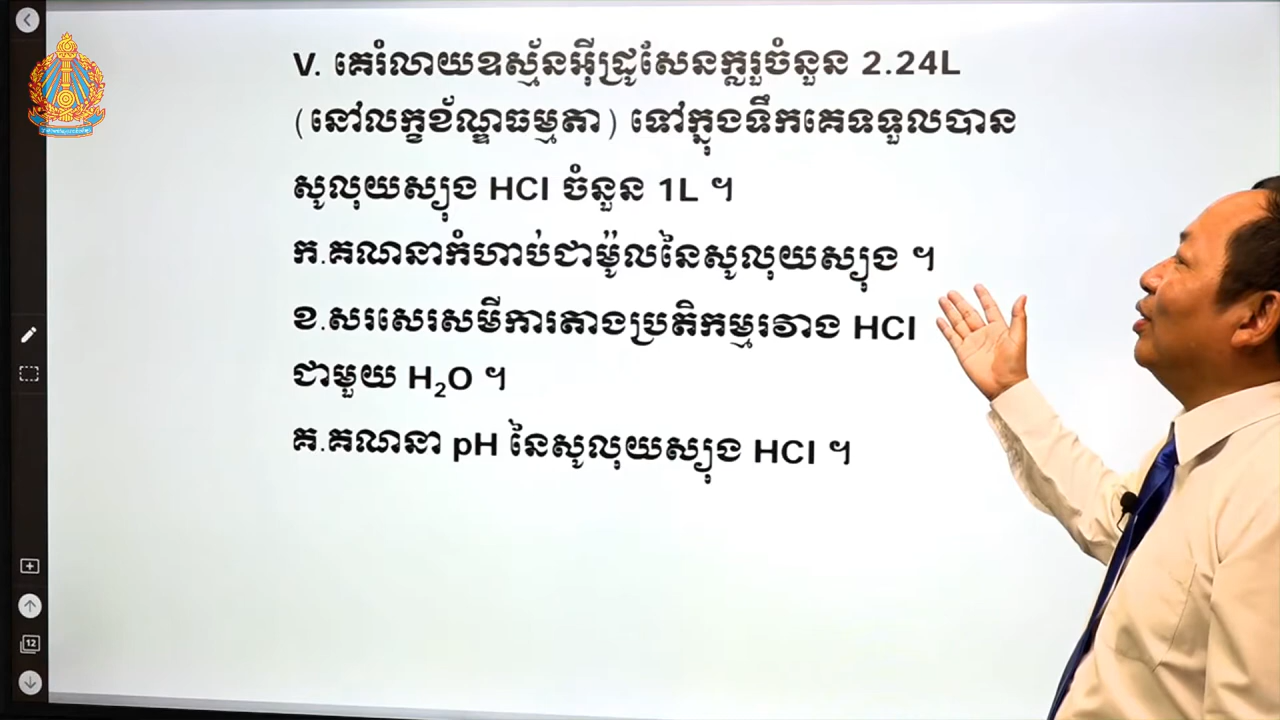 V. គេរំលាយឧស្ម័នអ៊ីដ្រូសែនក្លរួចំនួន 2.24L
(នៅលក្ខខ័ណ្ឌធម្មតា) ទៅក្នុងទឹកគេទទួលបាន
សូលុយស្យុង HCl ចំនួន 1L ។
ក.គណនាកំហាប់ជាម៉ូលនៃសូលុយស្យុង ។
ខ.សរសេរសមីការតាងប្រតិកម្មរវាង HCl
ជាមួយ H₂O ។
គ.គណនា pH នៃសូលុយស្យុង HCl ។
12